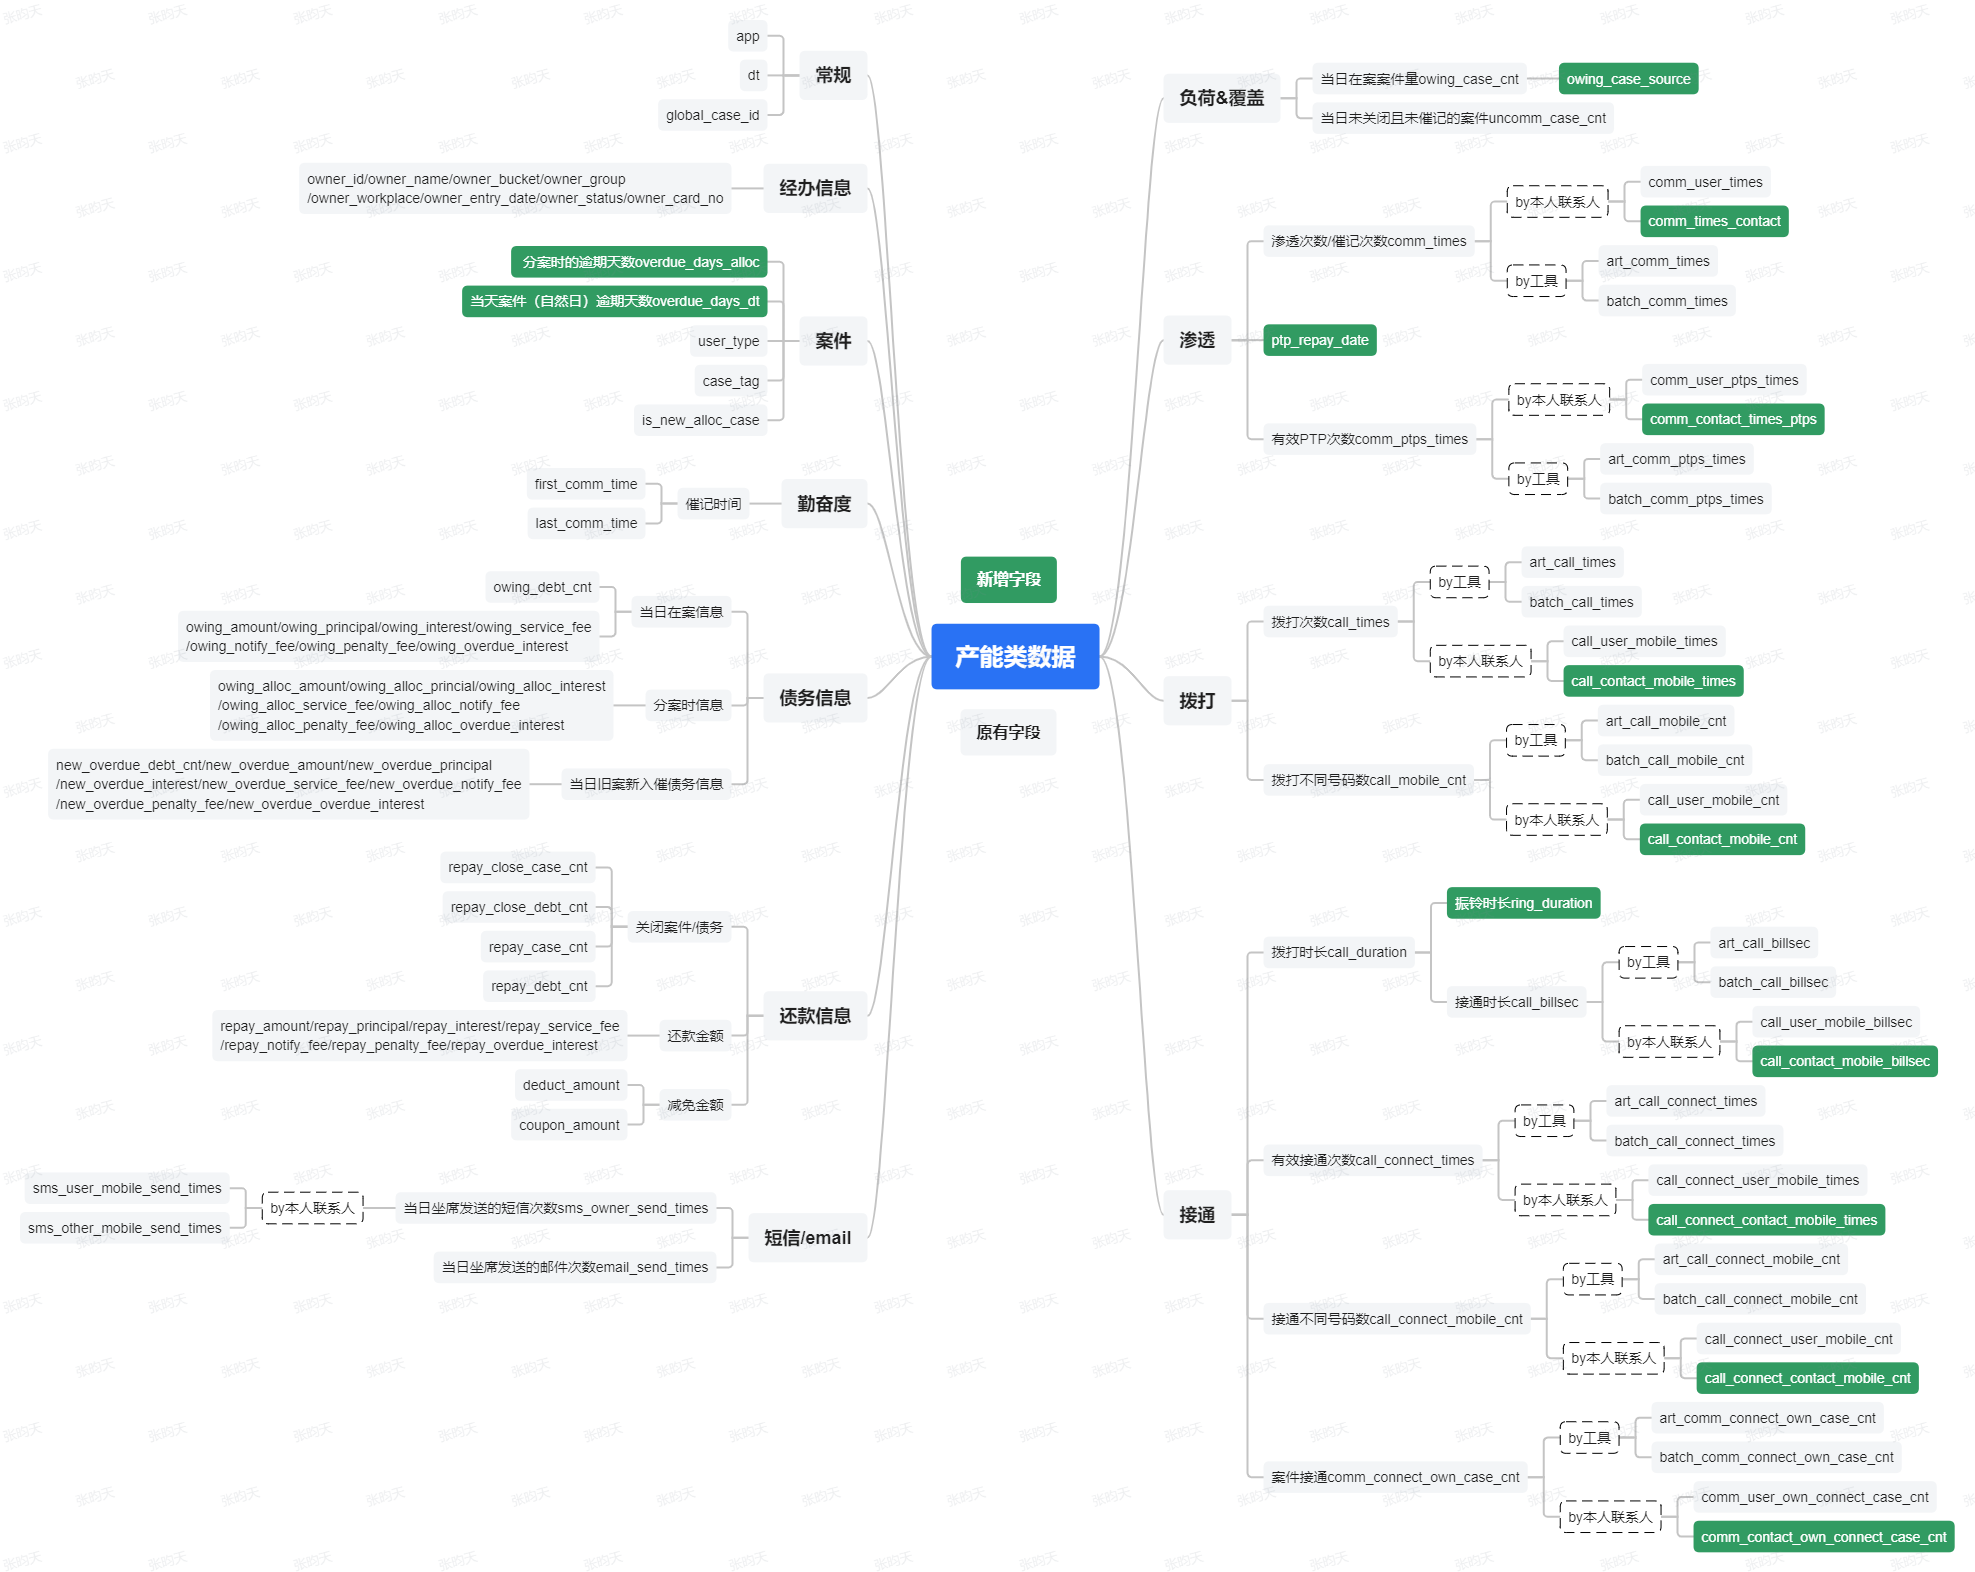 产能类数据
新增字段
原有字段
常规
app
dt
global_case_id
经办信息
owner_id/owner_name/owner_bucket/owner_group
/owner_workplace/owner_entry_date/owner_status/owner_card_no
案件
分案时的逾期天数overdue_days_alloc
当天案件（自然日）逾期天数overdue_days_dt
user_type
case_tag
is_new_alloc_case
勤奋度
催记时间
first_comm_time
last_comm_time
债务信息
当日在案信息
owing_debt_cnt
owing_amount/owing_principal/owing_interest/owing_service_fee
/owing_notify_fee/owing_penalty_fee/owing_overdue_interest
分案时信息
owing_alloc_amount/owing_alloc_princial/owing_alloc_interest
/owing_alloc_service_fee/owing_alloc_notify_fee
/owing_alloc_penalty_fee/owing_alloc_overdue_interest
当日旧案新入催债务信息
new_overdue_debt_cnt/new_overdue_amount/new_overdue_principal
/new_overdue_interest/new_overdue_service_fee/new_overdue_notify_fee
/new_overdue_penalty_fee/new_overdue_overdue_interest
还款信息
关闭案件/债务
repay_close_case_cnt
repay_close_debt_cnt
repay_case_cnt
repay_debt_cnt
还款金额
repay_amount/repay_principal/repay_interest/repay_service_fee
/repay_notify_fee/repay_penalty_fee/repay_overdue_interest
减免金额
deduct_amount
coupon_amount
短信/email
当日坐席发送的短信次数sms_owner_send_times
by本人联系人
sms_user_mobile_send_times
sms_other_mobile_send_times
当日坐席发送的邮件次数email_send_times
负荷&覆盖
当日在案案件量owing_case_cnt
owing_case_source
当日未关闭且未催记的案件uncomm_case_cnt
渗透
渗透次数/催记次数comm_times
by本人联系人
comm_user_times
comm_times_contact
by工具
art_comm_times
batch_comm_times
ptp_repay_date
有效PTP次数comm_ptps_times
by本人联系人
comm_user_ptps_times
comm_contact_times_ptps
by工具
art_comm_ptps_times
batch_comm_ptps_times
拨打
拨打次数call_times
by工具
art_call_times
batch_call_times
by本人联系人
call_user_mobile_times
call_contact_mobile_times
拨打不同号码数call_mobile_cnt
by工具
art_call_mobile_cnt
batch_call_mobile_cnt
by本人联系人
call_user_mobile_cnt
call_contact_mobile_cnt
接通
拨打时长call_duration
振铃时长ring_duration
接通时长call_billsec
by工具
art_call_billsec
batch_call_billsec
by本人联系人
call_user_mobile_billsec
call_contact_mobile_billsec
有效接通次数call_connect_times
by工具
art_call_connect_times
batch_call_connect_times
by本人联系人
call_connect_user_mobile_times
call_connect_contact_mobile_times
接通不同号码数call_connect_mobile_cnt
by工具
art_call_connect_mobile_cnt
batch_call_connect_mobile_cnt
by本人联系人
call_connect_user_mobile_cnt
call_connect_contact_mobile_cnt
案件接通comm_connect_own_case_cnt
by工具
art_comm_connect_own_case_cnt
batch_comm_connect_own_case_cnt
by本人联系人
comm_user_own_connect_case_cnt
comm_contact_own_connect_case_cnt
张昀天